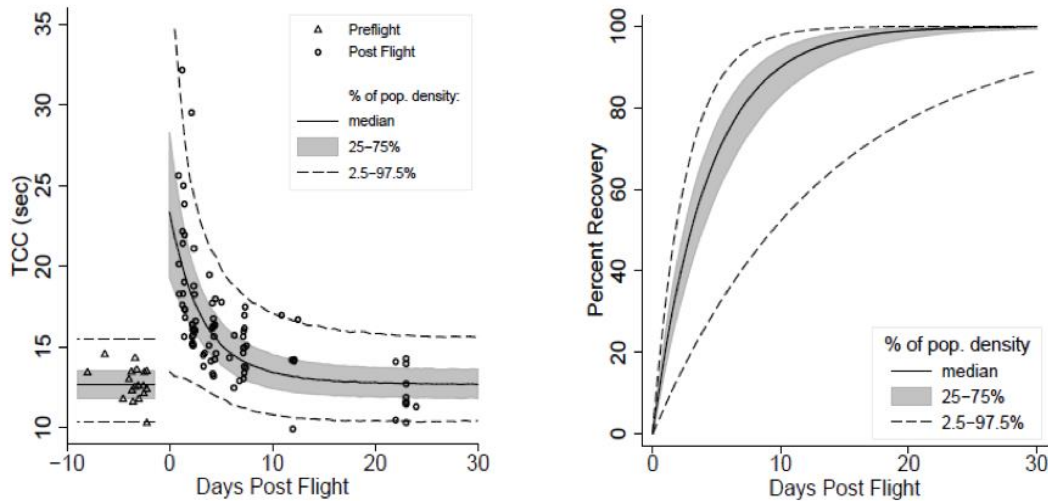 35
30
25
20
15
10
TCC (sec)
Preflight
Post Flight
% of pop. density:
median
25–75%
2.5–97.5%
−10 0 10 20 30
Days Post Flight
100
80
60
40
20
0
Percent Recovery
% of pop. density
median
25–75%
2.5–97.5%
0 10 20 30
Days Post Flight